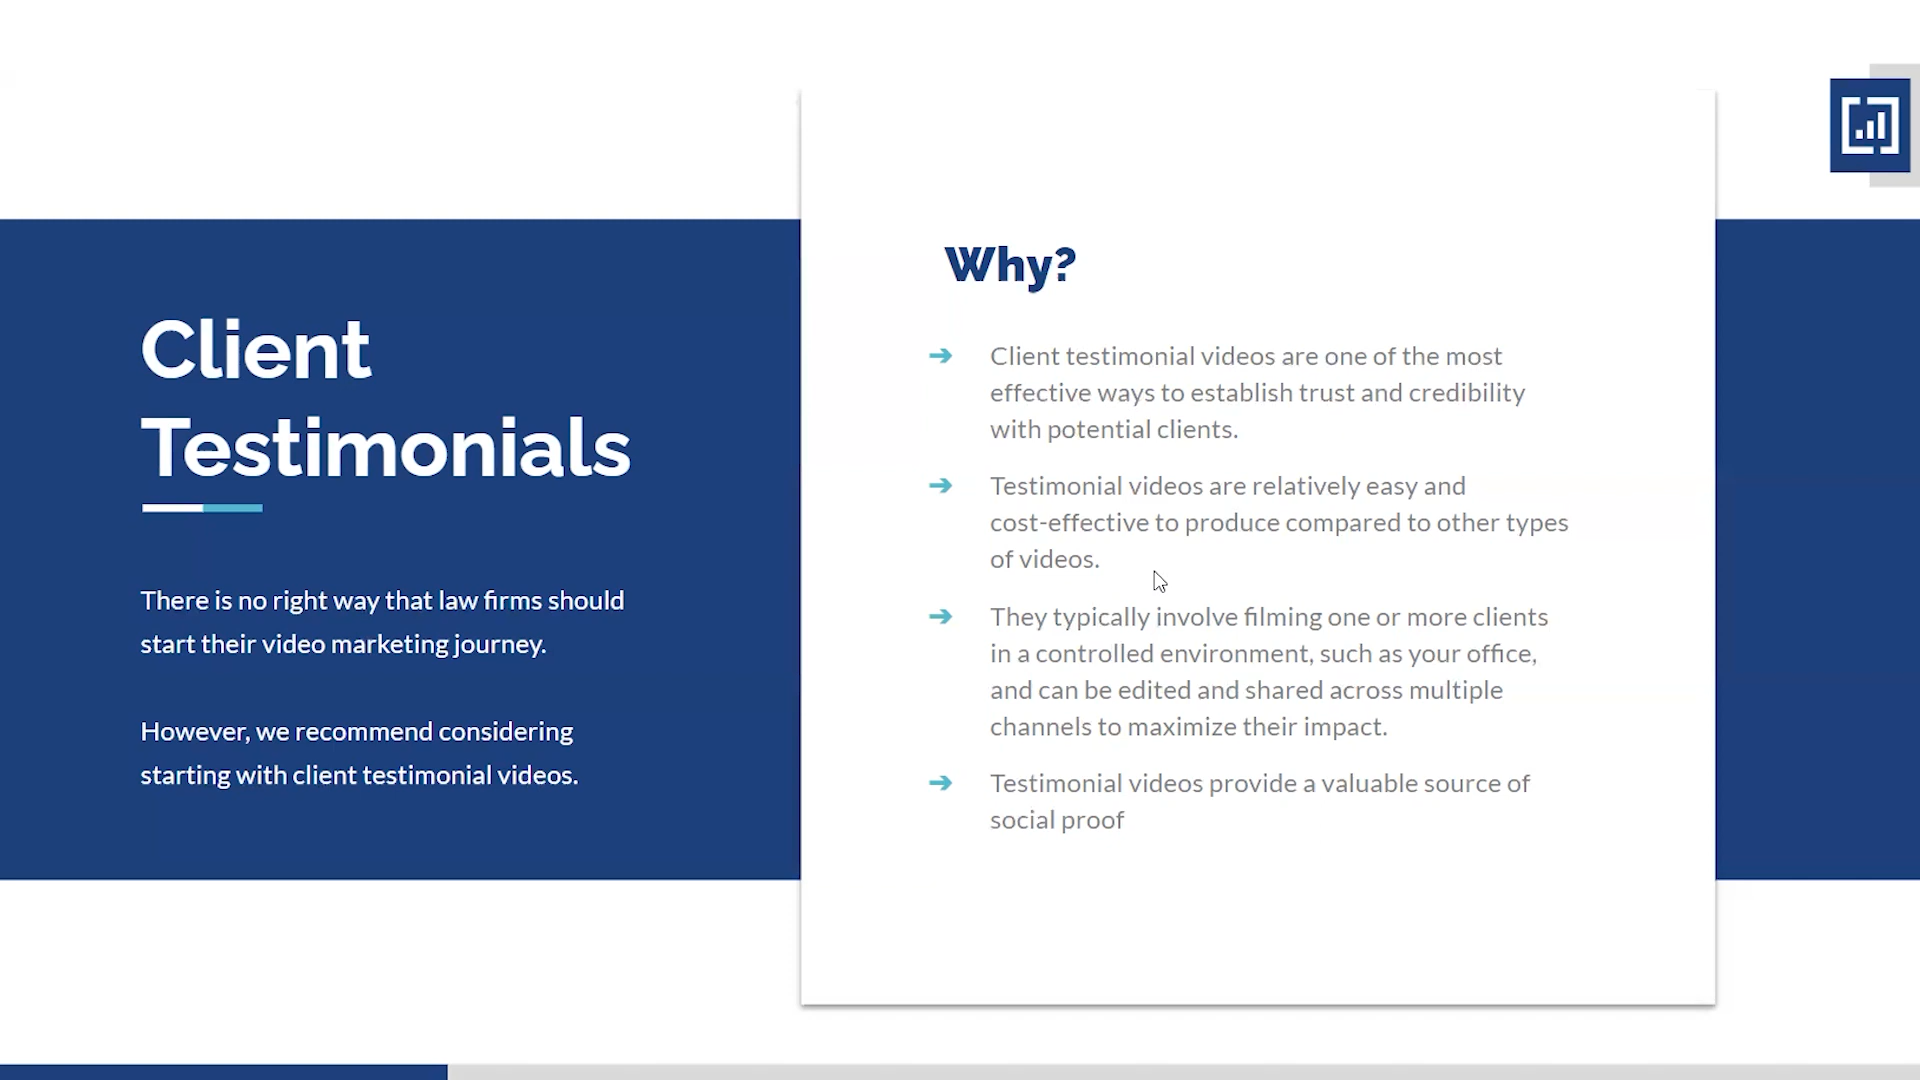 Client
Testimonials
There is no right way that law firms should
start their video marketing journey.
However, we recommend considering
starting with client testimonial videos.
Why?
➔ Client testimonial videos are one of the most
effective ways to establish trust and credibility
with potential clients.
➔ Testimonial videos are relatively easy and
cost-effective to produce compared to other types
of videos.
➔ They typically involve filming one or more clients
in a controlled environment, such as your office,
and can be edited and shared across multiple
channels to maximize their impact.
➔ Testimonial videos provide a valuable source of
social proof